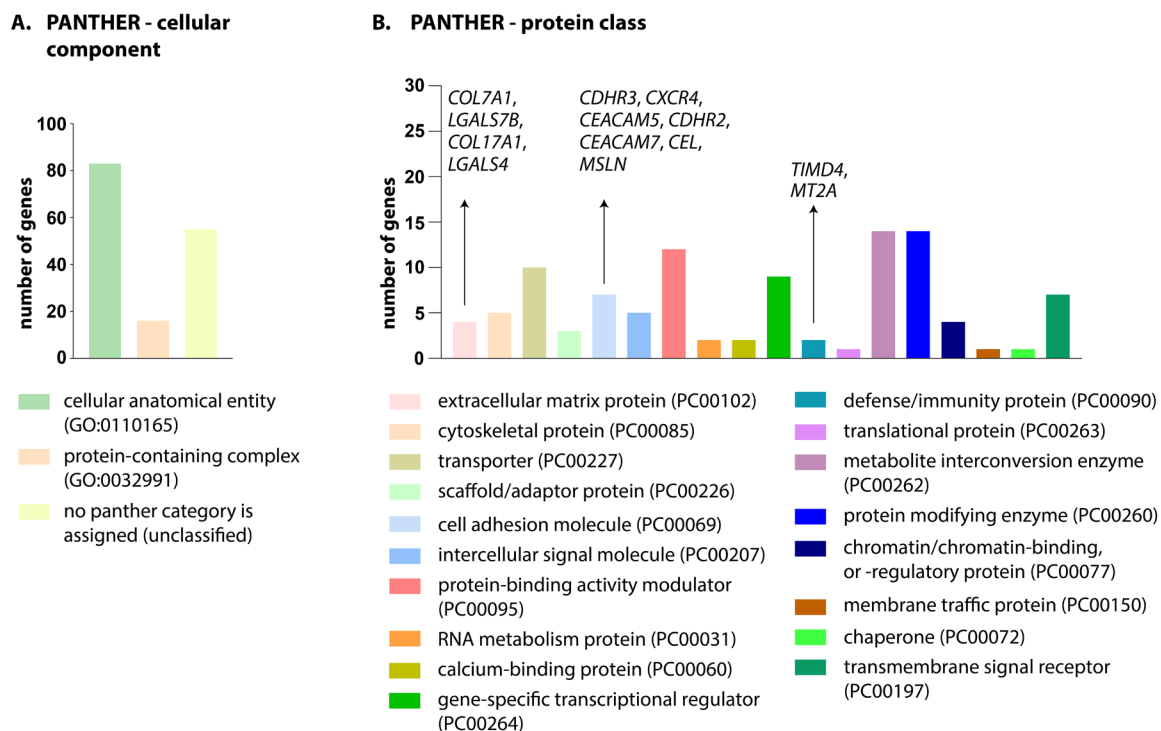 A. PANTHER - cellular
component
number of genes
100
80
60
40
20
0
cellular anatomical entity
(GO:0110165)
protein-containing complex
(GO:0032991)
no panther category is
assigned (unclassified)
B. PANTHER - protein class
number of genes
30
25
20
15
10
5
0
COL7A1,
LGALS7B,
COL17A1,
LGALS4
CDHR3, CXCR4,
CEACAM5, CDHR2,
CEACAM7, CEL,
MSLN
TIMD4,
MT2A
extracellular matrix protein (PC00102)
cytoskeletal protein (PC00085)
transporter (PC00227)
scaffold/adaptor protein (PC00226)
cell adhesion molecule (PC00069)
intercellular signal molecule (PC00207)
protein-binding activity modulator
(PC00095)
RNA metabolism protein (PC00031)
calcium-binding protein (PC00060)
gene-specific transcriptional regulator
(PC00264)
defense/immunity protein (PC00090)
translational protein (PC00263)
metabolite interconversion enzyme
(PC00262)
protein modifying enzyme (PC00260)
chromatin/chromatin-binding,
or -regulatory protein (PC00077)
membrane traffic protein (PC00150)
chaperone (PC00072)
transmembrane signal receptor
(PC00197)